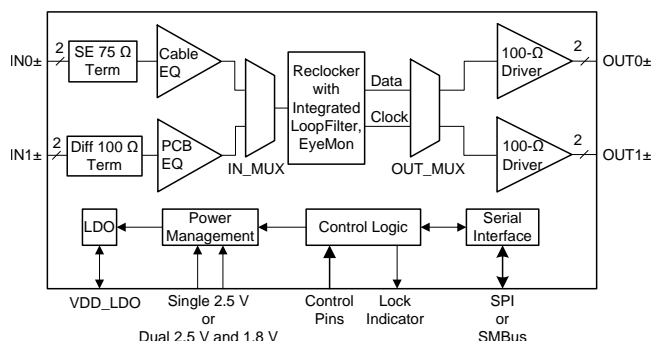 IN0±
2
SE 75 Ω
Term
Cable
EQ
Reclocker
with
Integrated
LoopFilter,
EyeMon
Data
Clock
100-Ω
Driver
2
OUT0±
IN1±
2
Diff 100 Ω
Term
PCB
EQ
IN_MUX
OUT_MUX
100-Ω
Driver
2
OUT1±
LDO
Power
Management
Control Logic
Serial
Interface
VDD_LDO
Single 2.5 V
or
Dual 2.5 V and 1.8 V
Control
Pins
Lock
Indicator
SPI
or
SMBus